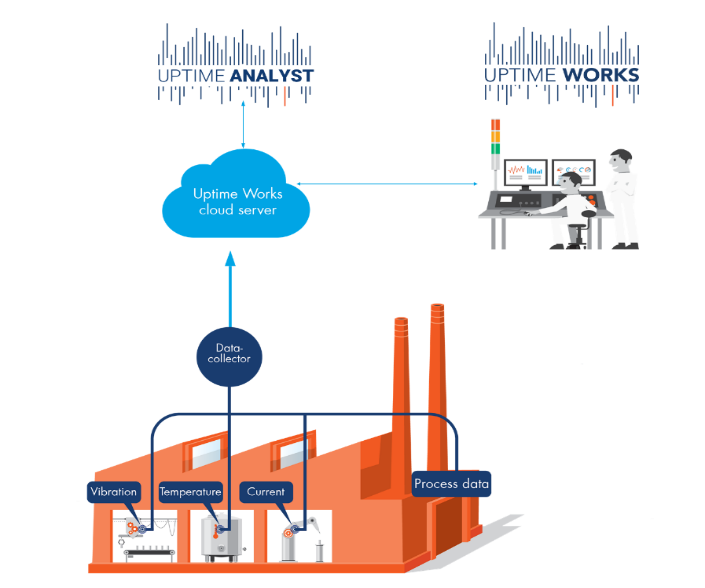 UPTIME ANALYST
UPTIME WORKS
Uptime Works
cloud server
Data-
collector
Vibration
Temperature
Current
Process data